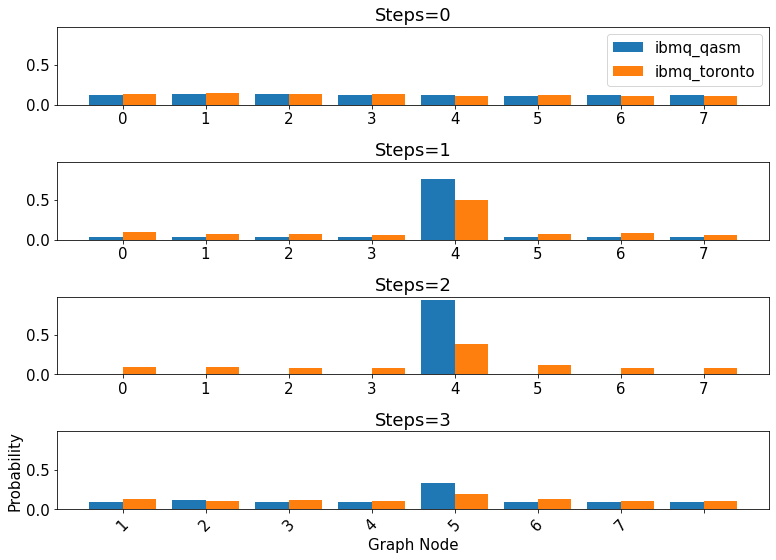 Steps=0
0.5
0.0
ibmq_qasm
ibmq_toronto
0 1 2 3 4 5 6 7
Steps=1
0.5
0.0
0 1 2 3 4 5 6 7
Steps=2
0.5
0.0
0 1 2 3 4 5 6 7
Steps=3
Probability
0.5
0.0
1 2 3 4 5 6 7
Graph Node